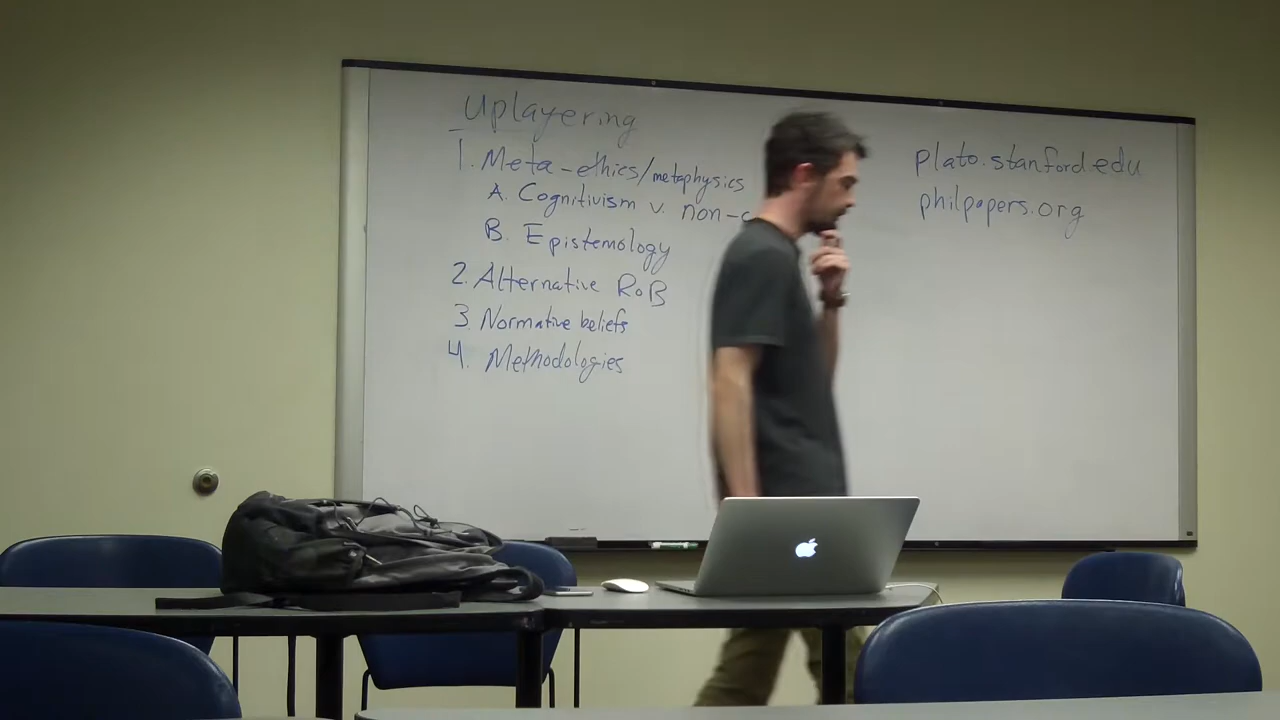 Uplayering
1. Meta-ethics/metaphysics
A. Cognitivism v. non-c
B. Epistemology
2. Alternative RoB
3. Normative beliefs
4. Methodologies
plato.stanford.edu
philpapers.org